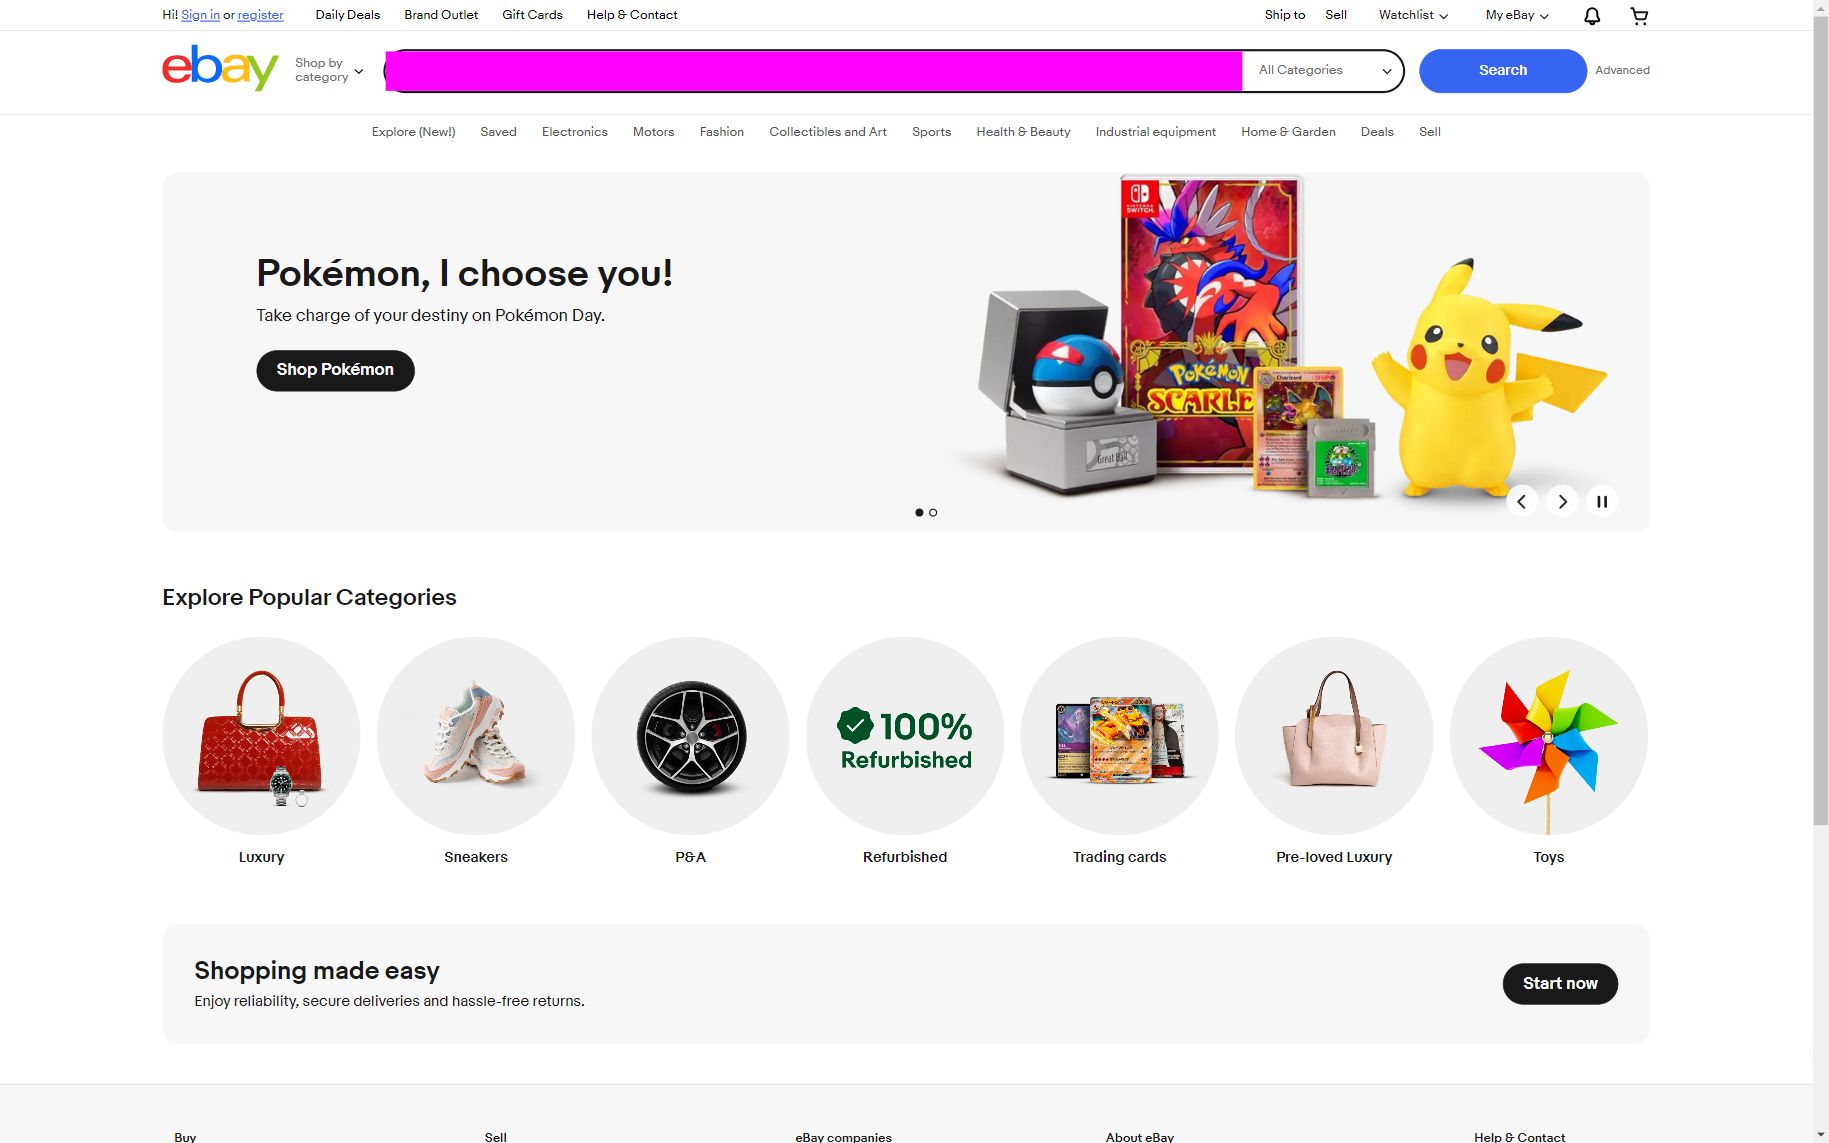 Hi! Sign in or register
Daily Deals
Brand Outlet
Gift Cards
Help & Contact
Ship to
Sell
Watchlist
My eBay
ebay
Shop by
category
All Categories
Search
Advanced
Explore (New!)
Saved
Electronics
Motors
Fashion
Collectibles and Art
Sports
Health & Beauty
Industrial equipment
Home & Garden
Deals
Sell
Pokémon, I choose you!
Take charge of your destiny on Pokémon Day.
Shop Pokémon
NINTENDO
SWITCH
POKéMON
SCARLE
Charizard
Great Ball
Explore Popular Categories
100%
Refurbished
Luxury
Sneakers
P&A
Refurbished
Trading cards
Pre-loved Luxury
Toys
Shopping made easy
Enjoy reliability, secure deliveries and hassle-free returns.
Start now
Buy
Sell
eBay companies
About eBay
Help & Contact